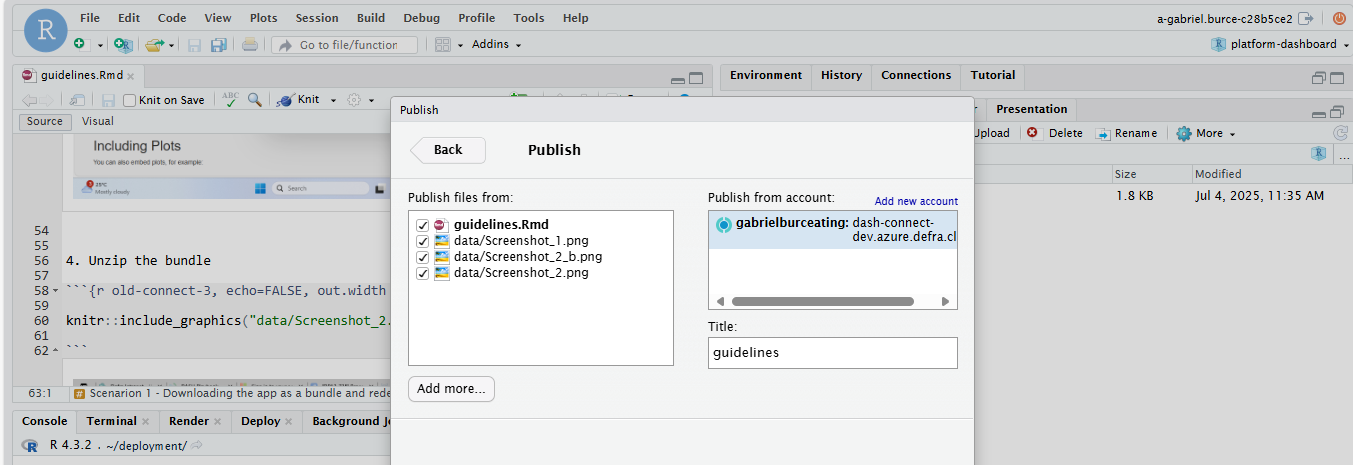 R File Edit Code View Plots Session Build Debug Profile Tools Help a-gabriel.burce-c28b5ce2
Go to file/function Addins platform-dashboard
guidelines.Rmd
Environment History Connections Tutorial
Knit on Save ABC Knit
Source Visual
Presentation
Upload Delete Rename More
Size Modified
1.8 KB Jul 4, 2025, 11:35 AM
Including Plots
You can also embed plots, for example:
25°C
Mostly cloudy
Search
54
55
56 4. Unzip the bundle
57
58 ```{r old-connect-3, echo=FALSE, out.width
59
60 knitr::include_graphics("data/Screenshot_2.
61
62 ```
63:1 # Scenarion 1 - Downloading the app as a bundle and rede
Console Terminal Render Deploy Background Jo
R 4.3.2 . ~/deployment/
Publish
Back Publish
Publish files from:
guidelines.Rmd
data/Screenshot_1.png
data/Screenshot_2_b.png
data/Screenshot_2.png
Add more...
Publish from account: Add new account
gabrielburceating: dash-connect-
dev.azure.defra.cl
Title:
guidelines